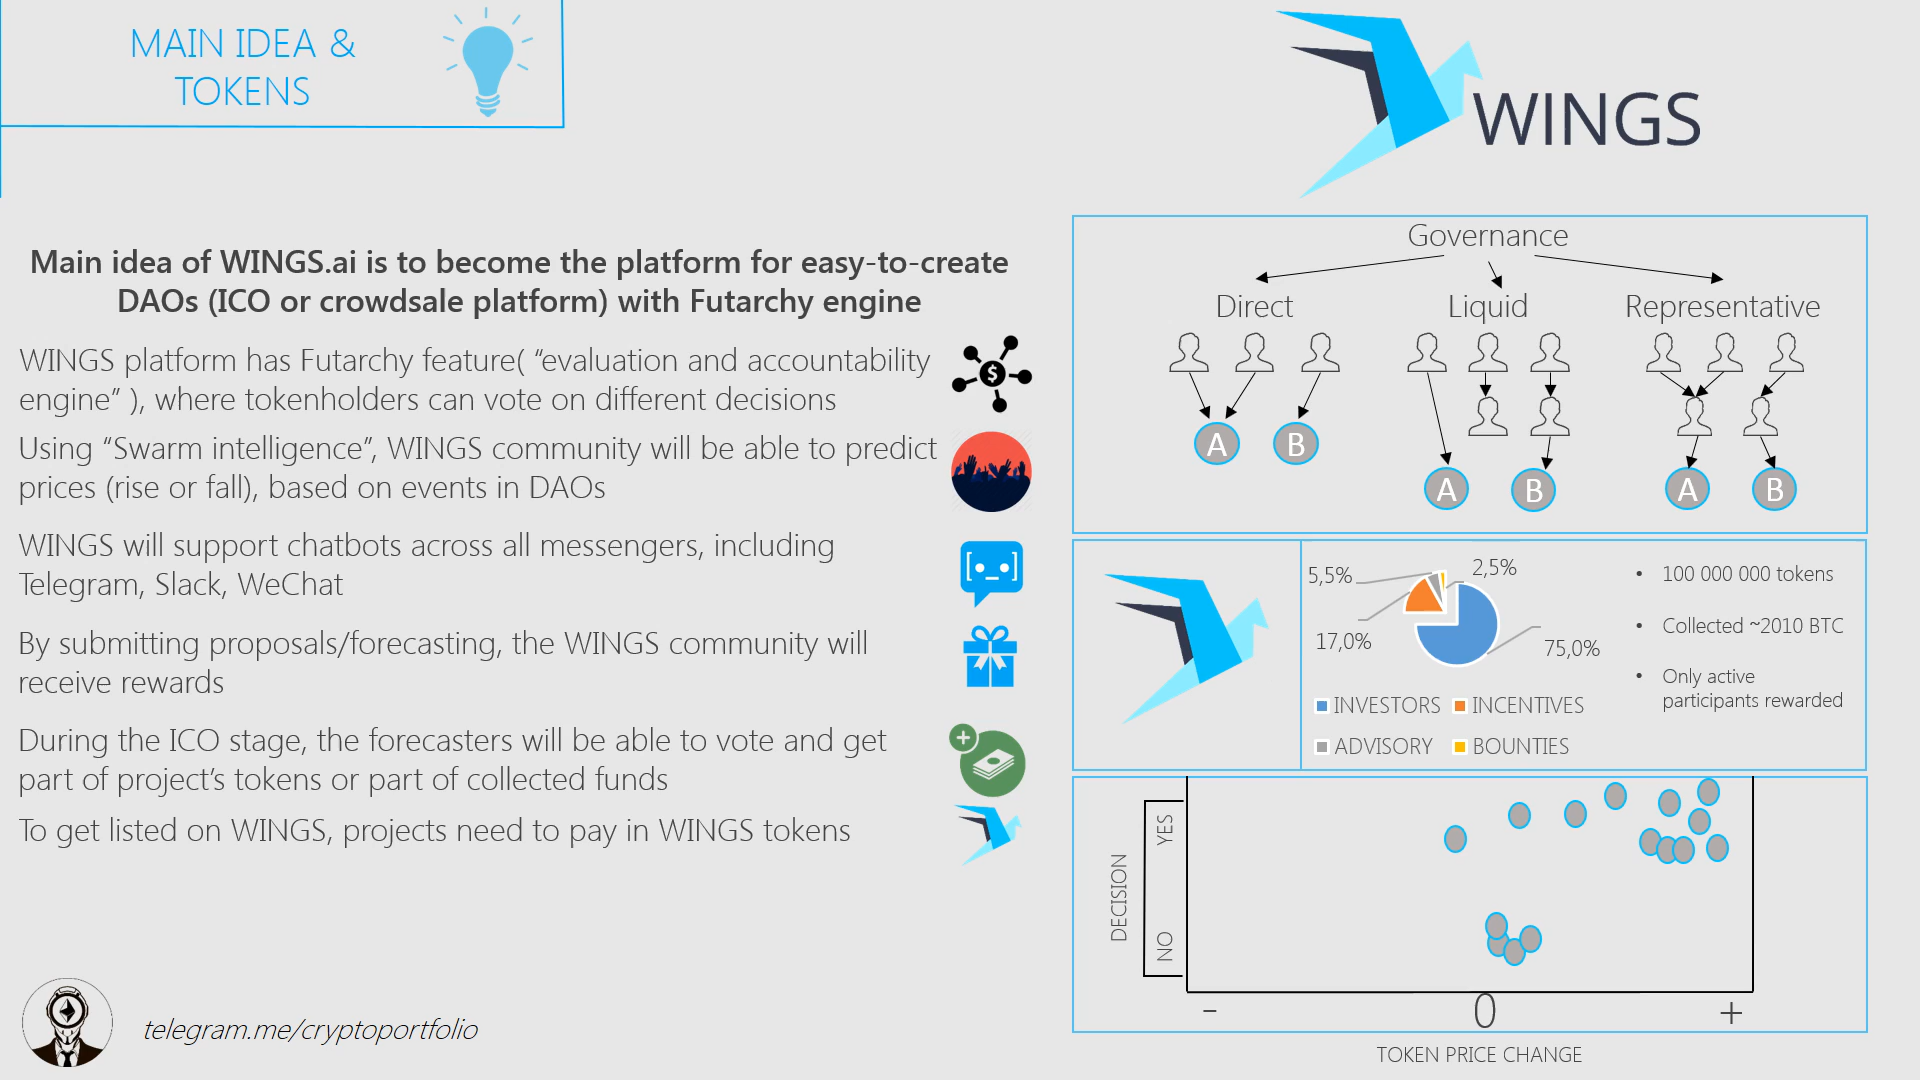 MAIN IDEA &
TOKENS
WINGS
Main idea of WINGS.ai is to become the platform for easy-to-create
DAOs (ICO or crowdsale platform) with Futarchy engine
WINGS platform has Futarchy feature( “evaluation and accountability
engine” ), where tokenholders can vote on different decisions
Using “Swarm intelligence”, WINGS community will be able to predict
prices (rise or fall), based on events in DAOs
WINGS will support chatbots across all messengers, including
Telegram, Slack, WeChat
By submitting proposals/forecasting, the WINGS community will
receive rewards
During the ICO stage, the forecasters will be able to vote and get
part of project’s tokens or part of collected funds
To get listed on WINGS, projects need to pay in WINGS tokens
telegram.me/cryptoportfolio
Governance
Direct Liquid Representative
A B
A B A B
5,5% 2,5%
17,0% 75,0%
INVESTORS INCENTIVES
ADVISORY BOUNTIES
• 100 000 000 tokens
• Collected ~2010 BTC
• Only active
participants rewarded
DECISION
YES
NO
- 0 +
TOKEN PRICE CHANGE